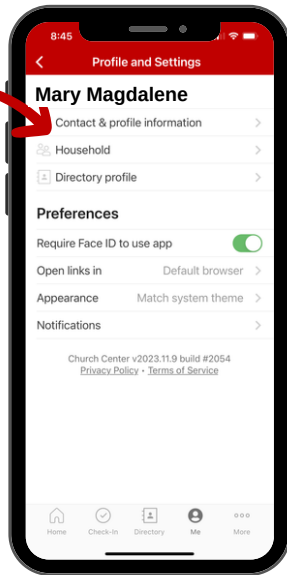 8:45
Profile and Settings
Mary Magdalene
Contact & profile information
Household
Directory profile
Preferences
Require Face ID to use app
Open links in Default browser
Appearance Match system theme
Notifications
Church Center v2023.11.9 build #2054
Privacy Policy • Terms of Service
Home Check-In Directory Me More